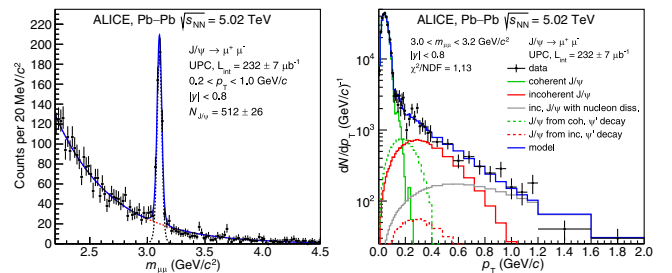 ALICE, Pb–Pb √sNN = 5.02 TeV
J/ψ → μ+ μ-
UPC, Lint = 232 ± 7 μb-1
0.2 < pT < 1.0 GeV/c
|y| < 0.8
NJ/ψ = 512 ± 26
Counts per 20 MeV/c2
220
200
180
160
140
120
100
80
60
40
20
0
2.5 3.0 3.5 4.0 4.5
mμμ (GeV/c2)
ALICE, Pb–Pb √sNN = 5.02 TeV
3.0 < mμμ < 3.2 GeV/c2
|y| < 0.8
χ2/NDF = 1.13
J/ψ → μ+ μ-
UPC, Lint = 232 ± 7 μb-1
data
coherent J/ψ
incoherent J/ψ
inc. J/ψ with nucleon diss.
J/ψ from coh. ψ' decay
J/ψ from inc. ψ' decay
model
dN/dpT (GeV/c)-1
104
103
102
0.0 0.2 0.4 0.6 0.8 1.0 1.2 1.4 1.6 1.8 2.0
pT (GeV/c)